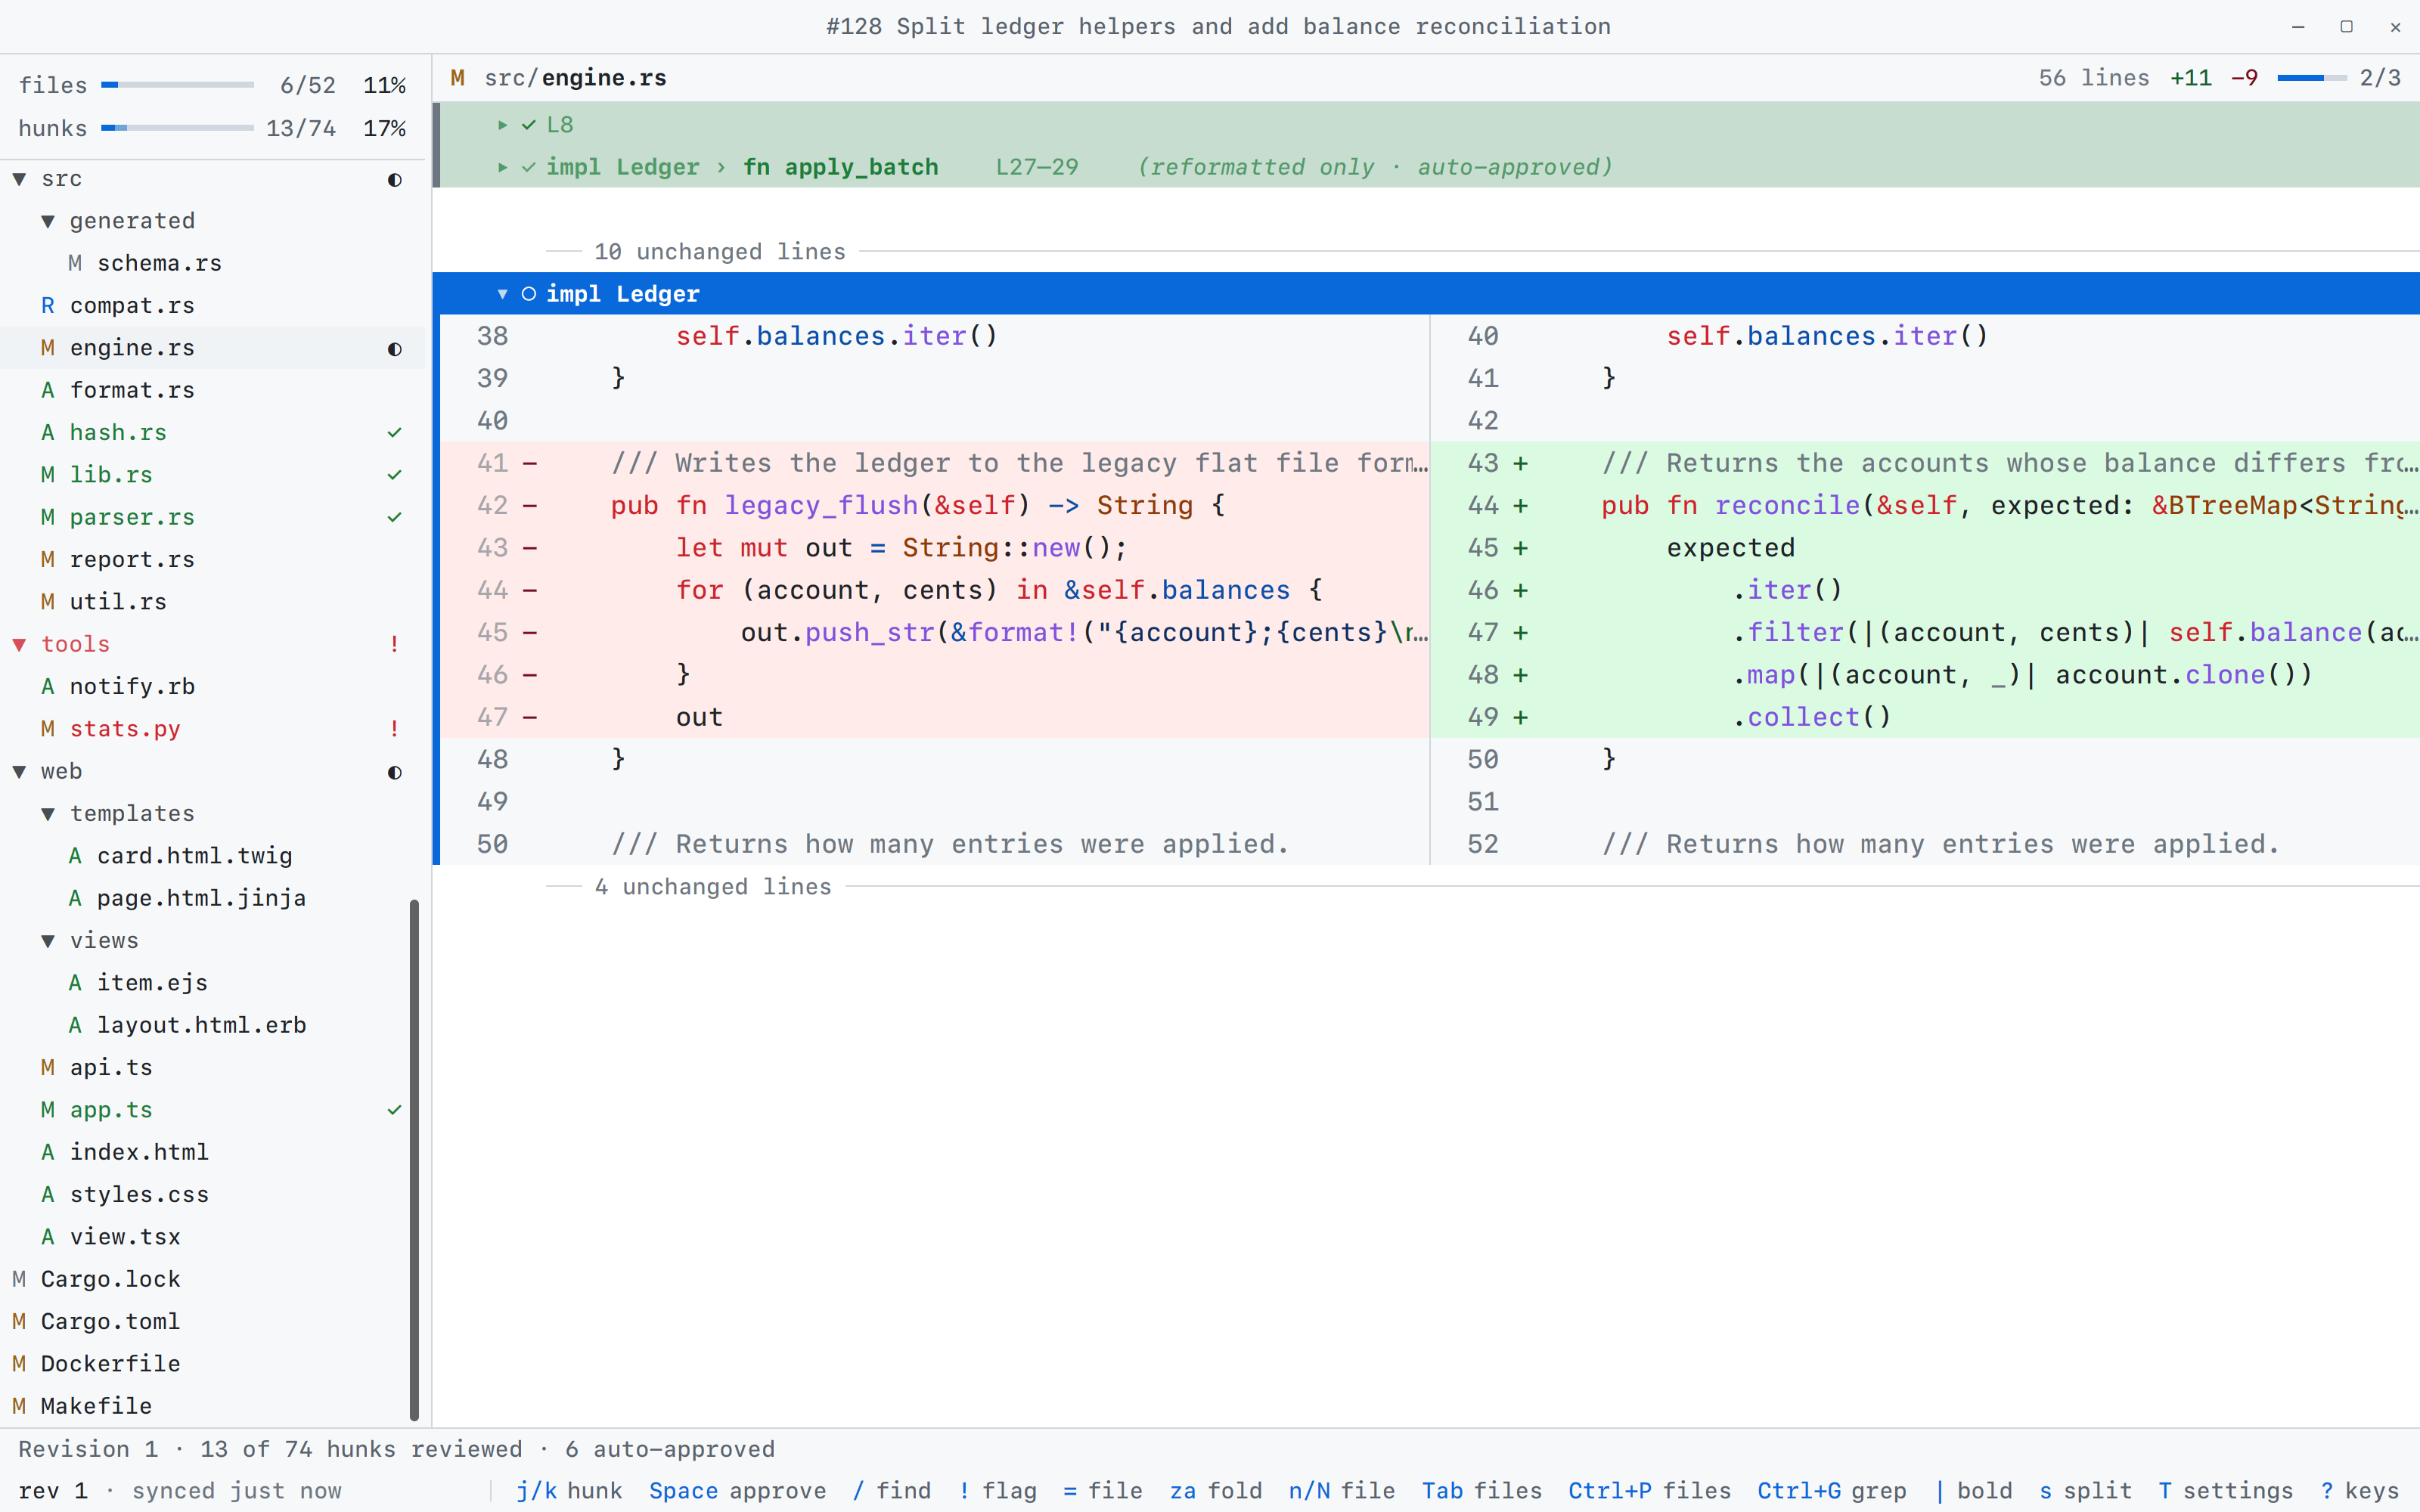 #128 Split ledger helpers and add balance reconciliation
files 6/52 11%
hunks 13/74 17%
▼ src ◐
▼ generated
M schema.rs
R compat.rs
M engine.rs ◐
A format.rs
A hash.rs ✓
M lib.rs ✓
M parser.rs ✓
M report.rs
M util.rs
▼ tools !
A notify.rb
M stats.py !
▼ web ◐
▼ templates
A card.html.twig
A page.html.jinja
▼ views
A item.ejs
A layout.html.erb
M api.ts
M app.ts ✓
A index.html
A styles.css
A view.tsx
M Cargo.lock
M Cargo.toml
M Dockerfile
M Makefile
M src/engine.rs 56 lines +11 −9 2/3
▸ ✓ L8
▸ ✓ impl Ledger › fn apply_batch L27–29 (reformatted only · auto-approved)
10 unchanged lines
▾ ○ impl Ledger
38 self.balances.iter()
39 }
40
41 − /// Writes the ledger to the legacy flat file form…
42 − pub fn legacy_flush(&self) -> String {
43 − let mut out = String::new();
44 − for (account, cents) in &self.balances {
45 − out.push_str(&format!("{account};{cents}\n…
46 − }
47 − out
48 }
49
50 /// Returns how many entries were applied.
40 self.balances.iter()
41 }
42
43 + /// Returns the accounts whose balance differs fro…
44 + pub fn reconcile(&self, expected: &BTreeMap<String…
45 + expected
46 + .iter()
47 + .filter(|(account, cents)| self.balance(ac…
48 + .map(|(account, _)| account.clone())
49 + .collect()
50 }
51
52 /// Returns how many entries were applied.
4 unchanged lines
Revision 1 · 13 of 74 hunks reviewed · 6 auto-approved
rev 1 · synced just now
j/k hunk Space approve / find ! flag = file za fold n/N file Tab files Ctrl+P files Ctrl+G grep | bold s split T settings ? keys